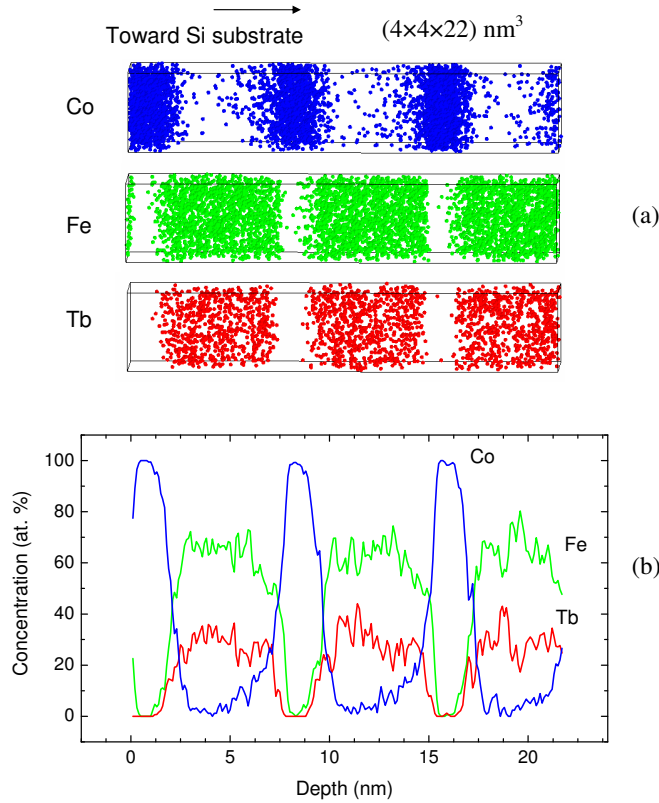 Toward Si substrate
(4×4×22) nm³
Co
Fe
(a)
Tb
100
80
60
40
20
0
Concentration (at. %)
Co
Fe
(b)
Tb
0 5 10 15 20
Depth (nm)